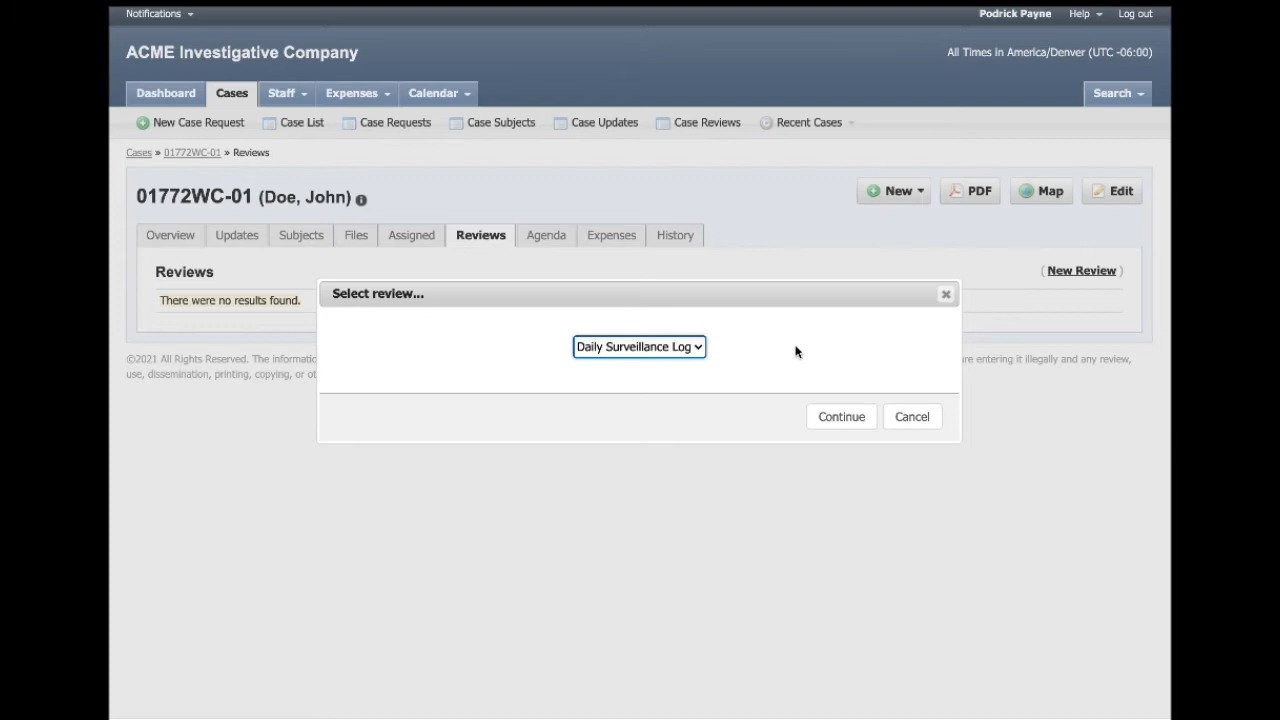 Notifications Podrick Payne Help Log out
ACME Investigative Company All Times in America/Denver (UTC -06:00)
Dashboard Cases Staff Expenses Calendar Search
New Case Request Case List Case Requests Case Subjects Case Updates Case Reviews Recent Cases
Cases » 01772WC-01 » Reviews
01772WC-01 (Doe, John) New PDF Map Edit
Overview Updates Subjects Files Assigned Reviews Agenda Expenses History
Reviews ( New Review )
There were no results found.
Select review...
Daily Surveillance Log
Continue Cancel
©2021 All Rights Reserved. The informatic re entering it illegally and any review,
use, dissemination, printing, copying, or ot